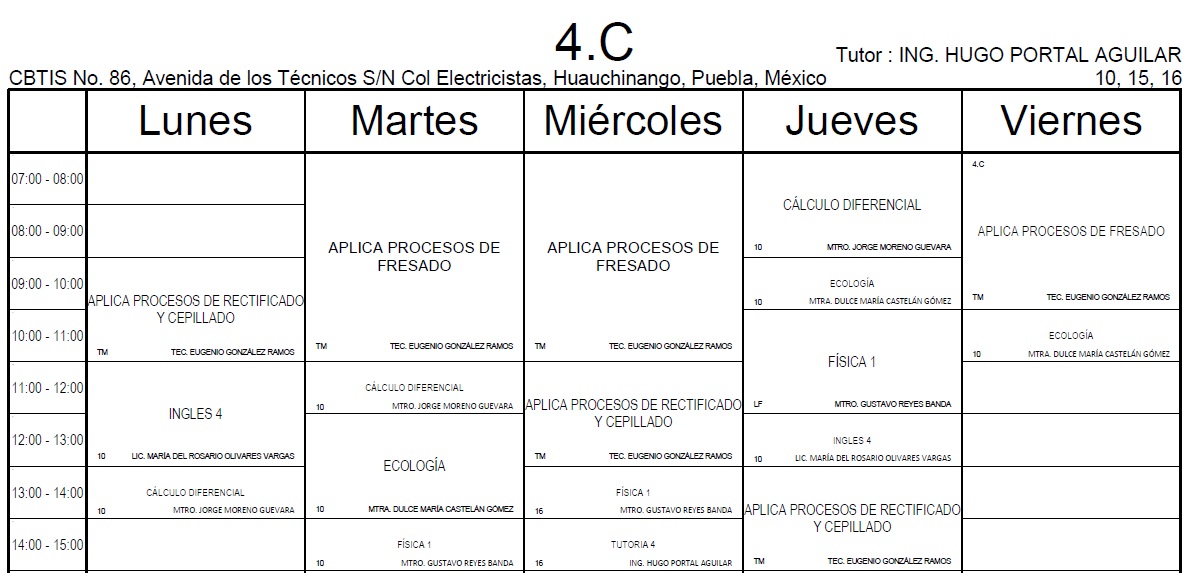 4.C
Tutor : ING. HUGO PORTAL AGUILAR
CBTIS No. 86, Avenida de los Técnicos S/N Col Electricistas, Huauchinango, Puebla, México
10, 15, 16
Lunes Martes Miércoles Jueves Viernes
07:00 - 08:00
08:00 - 09:00
09:00 - 10:00
10:00 - 11:00
11:00 - 12:00
12:00 - 13:00
13:00 - 14:00
14:00 - 15:00
APLICA PROCESOS DE RECTIFICADO
Y CEPILLADO
TM TEC. EUGENIO GONZÁLEZ RAMOS
INGLES 4
10 LIC. MARÍA DEL ROSARIO OLIVARES VARGAS
CÁLCULO DIFERENCIAL
10 MTRO. JORGE MORENO GUEVARA
APLICA PROCESOS DE
FRESADO
TM TEC. EUGENIO GONZÁLEZ RAMOS
CÁLCULO DIFERENCIAL
10 MTRO. JORGE MORENO GUEVARA
ECOLOGÍA
10 MTRA. DULCE MARÍA CASTELÁN GÓMEZ
FÍSICA 1
10 MTRO. GUSTAVO REYES BANDA
APLICA PROCESOS DE
FRESADO
TM TEC. EUGENIO GONZÁLEZ RAMOS
APLICA PROCESOS DE RECTIFICADO
Y CEPILLADO
TM TEC. EUGENIO GONZÁLEZ RAMOS
FÍSICA 1
16 MTRO. GUSTAVO REYES BANDA
TUTORIA 4
16 ING. HUGO PORTAL AGUILAR
CÁLCULO DIFERENCIAL
10 MTRO. JORGE MORENO GUEVARA
ECOLOGÍA
10 MTRA. DULCE MARÍA CASTELÁN GÓMEZ
FÍSICA 1
LF MTRO. GUSTAVO REYES BANDA
INGLES 4
10 LIC. MARÍA DEL ROSARIO OLIVARES VARGAS
APLICA PROCESOS DE RECTIFICADO
Y CEPILLADO
TM TEC. EUGENIO GONZÁLEZ RAMOS
4.C
APLICA PROCESOS DE FRESADO
TM TEC. EUGENIO GONZÁLEZ RAMOS
ECOLOGÍA
10 MTRA. DULCE MARÍA CASTELÁN GÓMEZ